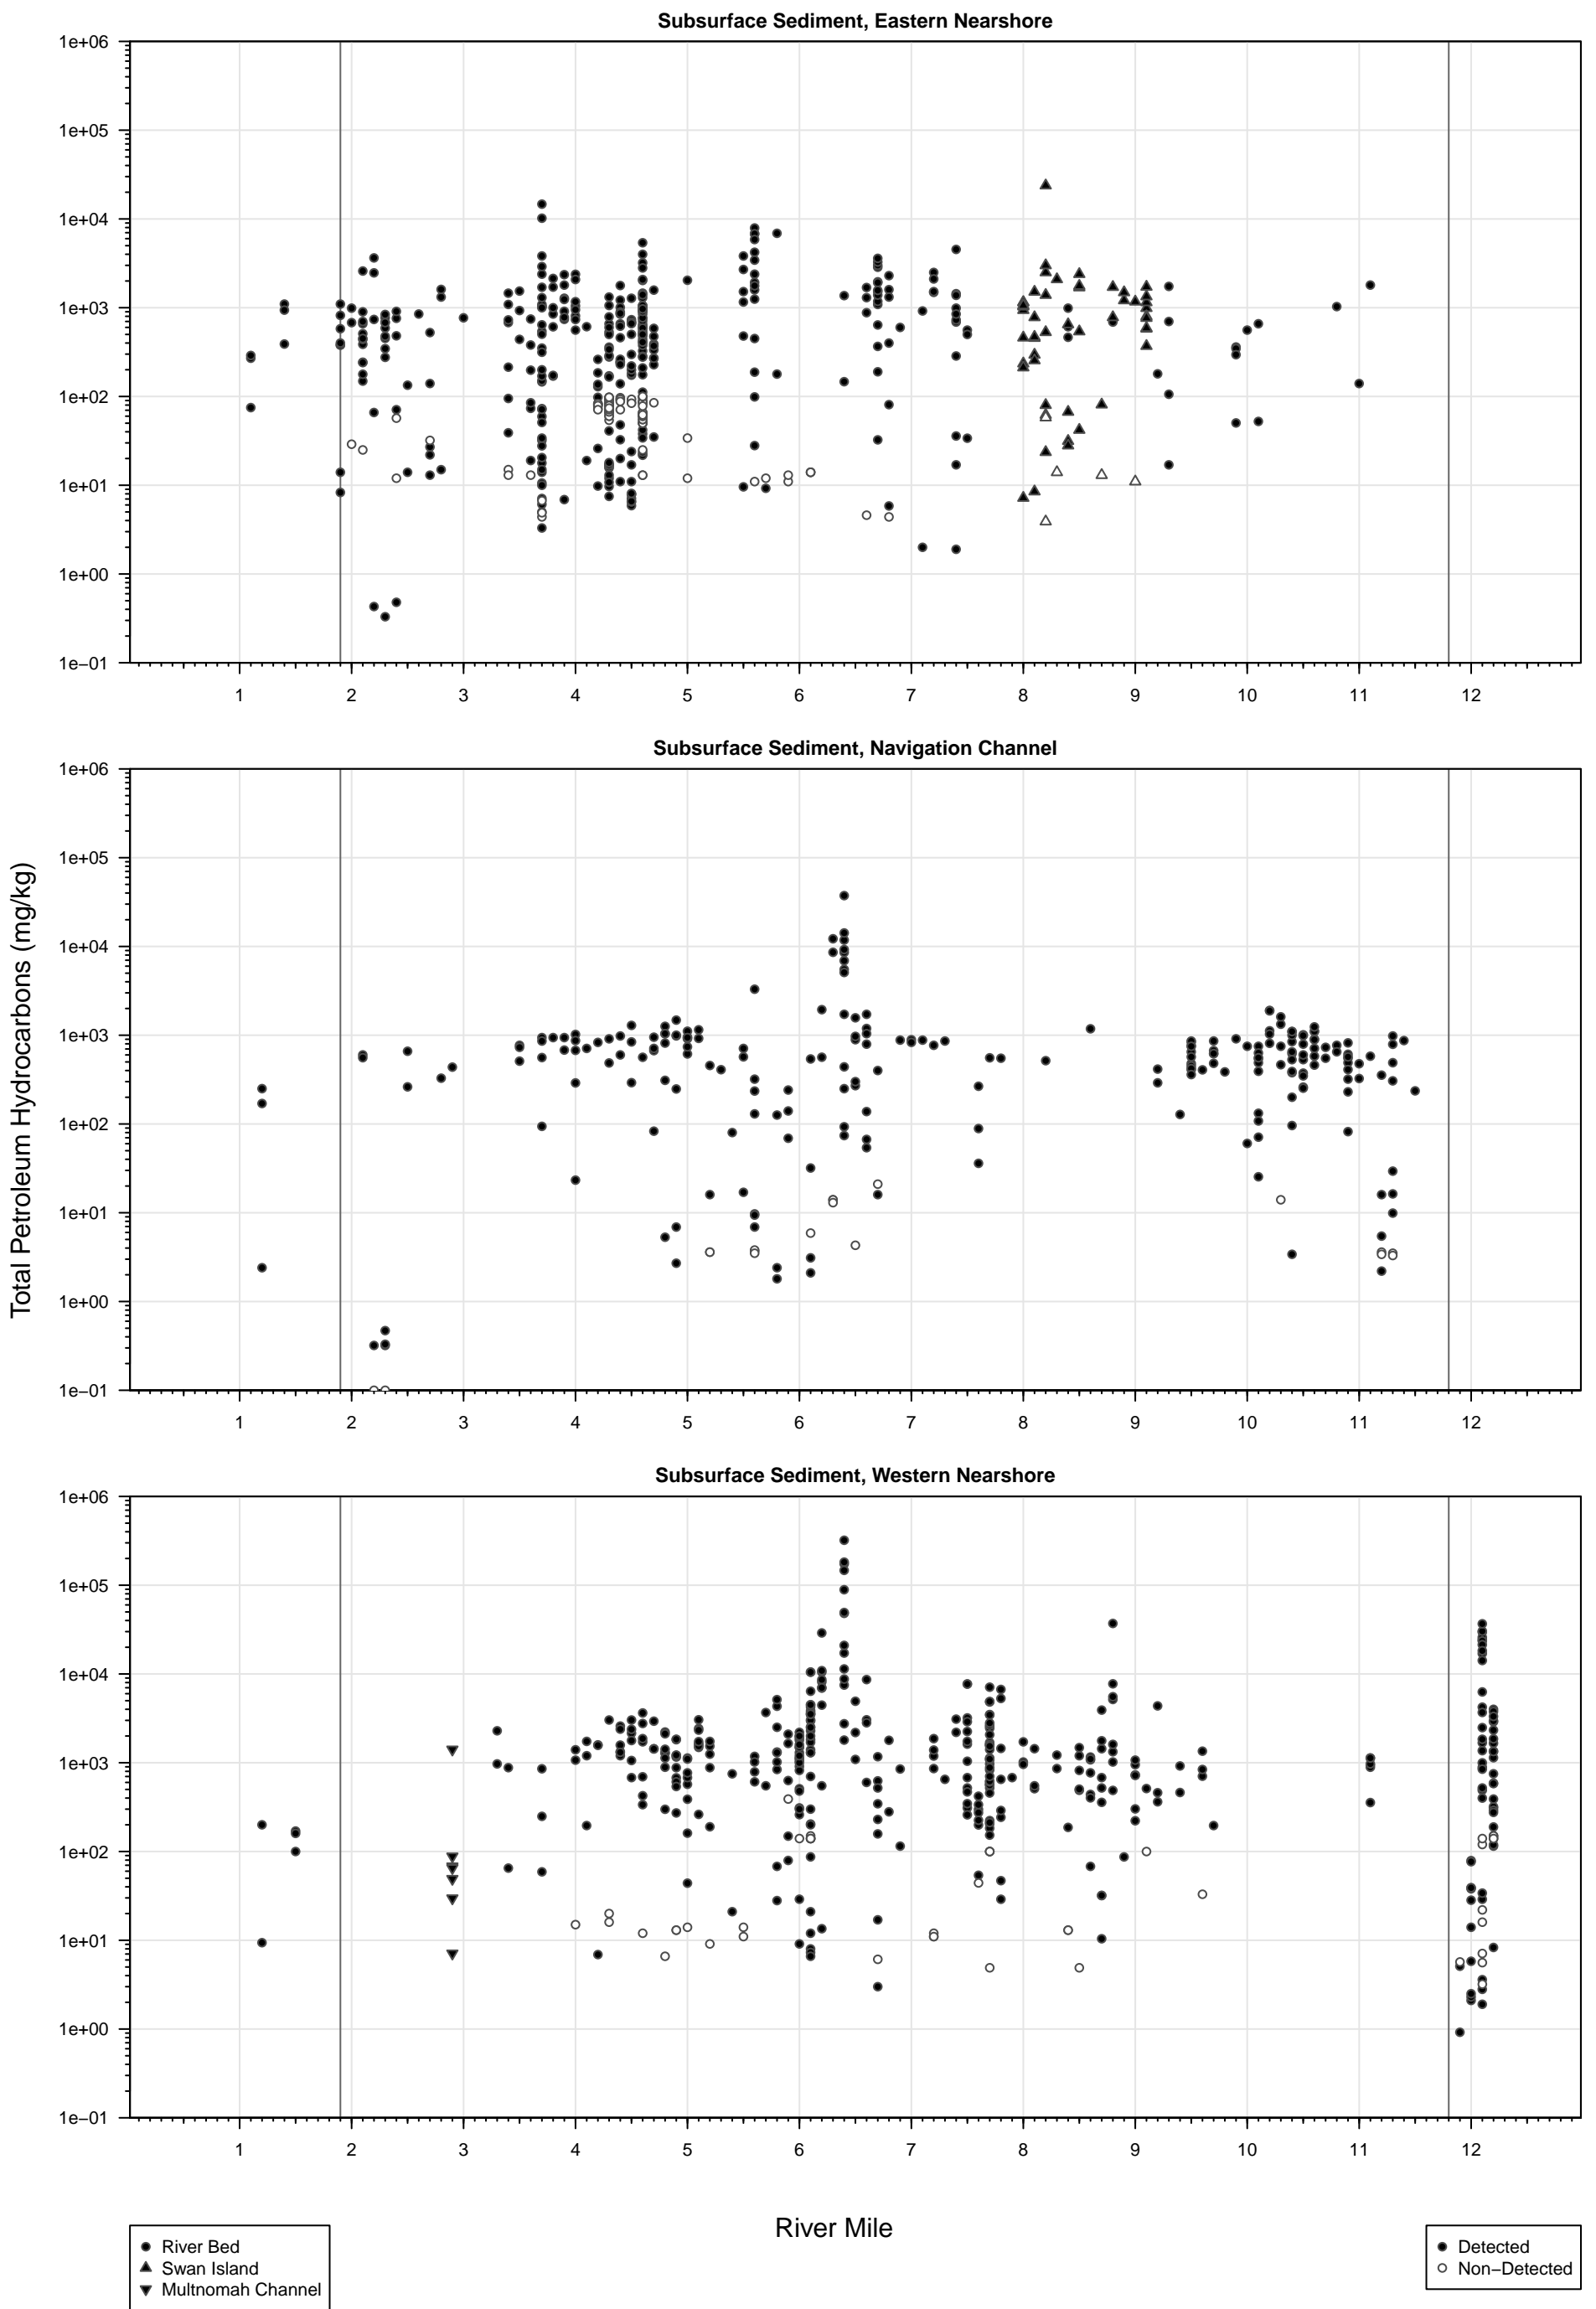 Subsurface Sediment, Eastern Nearshore
1e+06
1e+05
1e+04
1e+03
1e+02
1e+01
1e+00
1e−01
1 2 3 4 5 6 7 8 9 10 11 12
Subsurface Sediment, Navigation Channel
Total Petroleum Hydrocarbons (mg/kg)
1e+06
1e+05
1e+04
1e+03
1e+02
1e+01
1e+00
1e−01
1 2 3 4 5 6 7 8 9 10 11 12
Subsurface Sediment, Western Nearshore
1e+06
1e+05
1e+04
1e+03
1e+02
1e+01
1e+00
1e−01
1 2 3 4 5 6 7 8 9 10 11 12
River Mile
River Bed
Swan Island
Multnomah Channel
Detected
Non−Detected